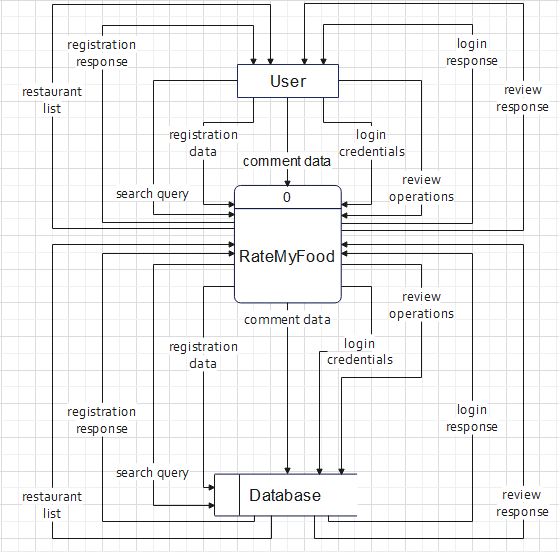 registration
response
login
response
restaurant
list
User
review
response
registration
data
login
credentials
comment data
search query
review
operations
0
RateMyFood
review
operations
comment data
registration
data
login
credentials
registration
response
login
response
search query
restaurant
list
Database
review
response